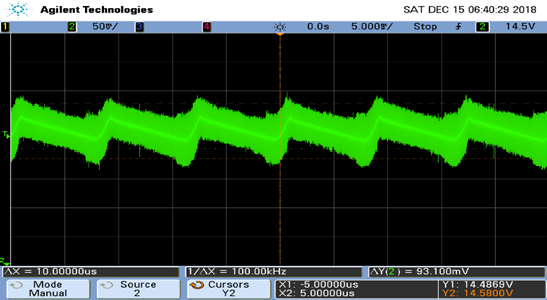 Agilent Technologies SAT DEC 15 06:40:29 2018
1 2 50mV/ 3 4 0.0s 5.000ms/ Stop 2 14.5V
T
2
ΔX = 10.00000us 1/ΔX = 100.00kHz ΔY(2) = 93.100mV
Mode Source Cursors X1: -5.00000us Y1: 14.4869V
Manual 2 Y2 X2: 5.00000us Y2: 14.5800V